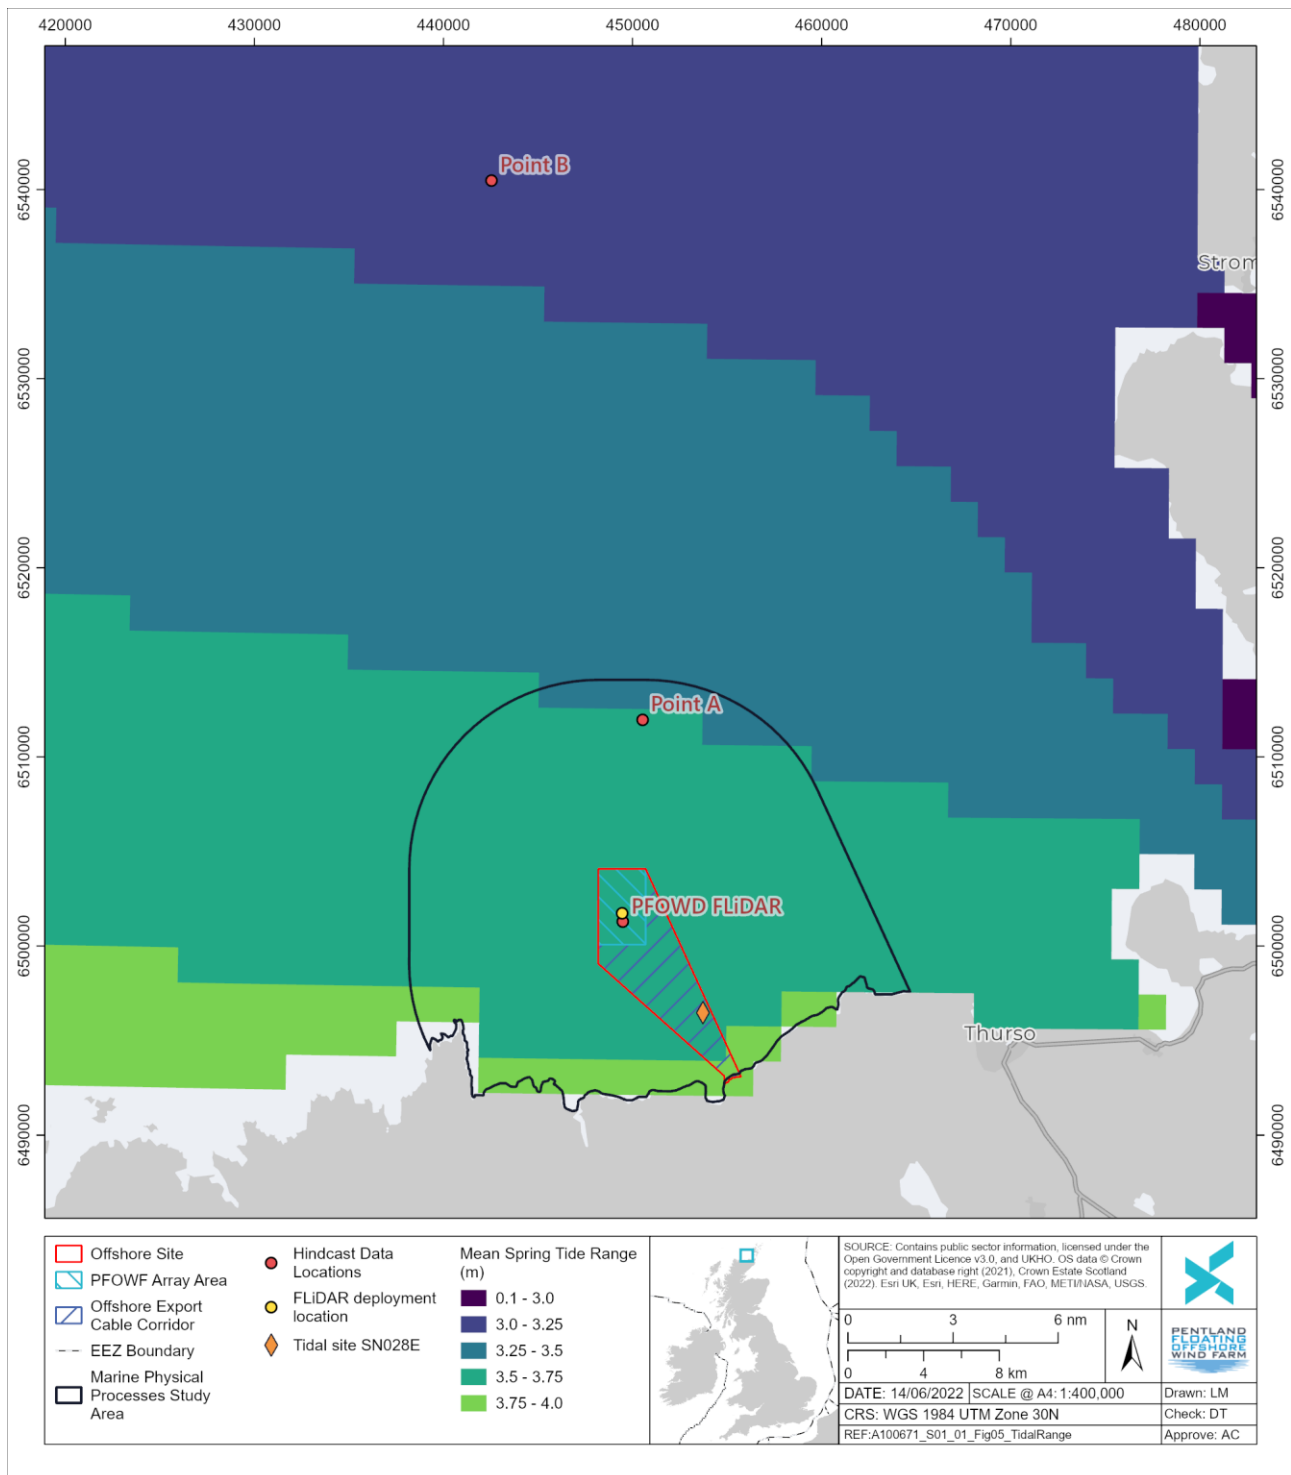 420000 430000 440000 450000 460000 470000 480000
6540000 6540000
6530000 6530000
6520000 6520000
6510000 6510000
6500000 6500000
6490000 6490000
Point B
Strom
Point A
PFOWD FLiDAR
Thurso
Offshore Site
PFOWF Array Area
Offshore Export
Cable Corridor
EEZ Boundary
Marine Physical
Processes Study
Area
Hindcast Data
Locations
FLiDAR deployment
location
Tidal site SN028E
Mean Spring Tide Range
(m)
0.1 - 3.0
3.0 - 3.25
3.25 - 3.5
3.5 - 3.75
3.75 - 4.0
SOURCE: Contains public sector information, licensed under the
Open Government Licence v3.0, and UKHO. OS data © Crown
copyright and database right (2021), Crown Estate Scotland
(2022). Esri UK, Esri, HERE, Garmin, FAO, METI/NASA, USGS.
0 3 6 nm
0 4 8 km
N
DATE: 14/06/2022 SCALE @ A4: 1:400,000
CRS: WGS 1984 UTM Zone 30N
REF:A100671_S01_01_Fig05_TidalRange
PENTLAND
FLOATING
OFFSHORE
WIND FARM
Drawn: LM
Check: DT
Approve: AC